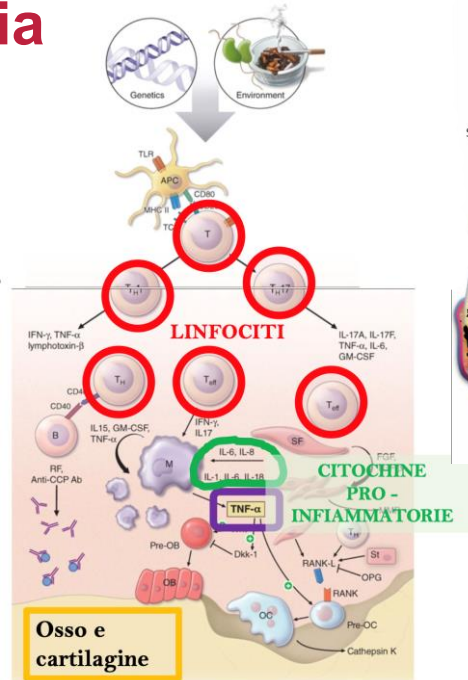 ia
Genetics
Environment
TLR
APC
CD80
MHC II
T
TH1
TH17
IFN-γ, TNF-α
lymphotoxin-β
LINFOCITI
IL-17A, IL-17F,
TNF-α, IL-6,
GM-CSF
TH
Teff
Teff
CD40
CD40
IL15, GM-CSF,
TNF-α
IFN-γ,
IL17
B
M
SF
IL-6, IL-8
FGF,
RF,
Anti-CCP Ab
IL-1, IL-6, IL-18
CITOCHINE
PRO -
INFIAMMATORIE
TNF-α
TH
Pre-OB
Dkk-1
RANK-L
St
OPG
OB
RANK
OC
Pre-OC
Cathepsin K
Osso e
cartilagine